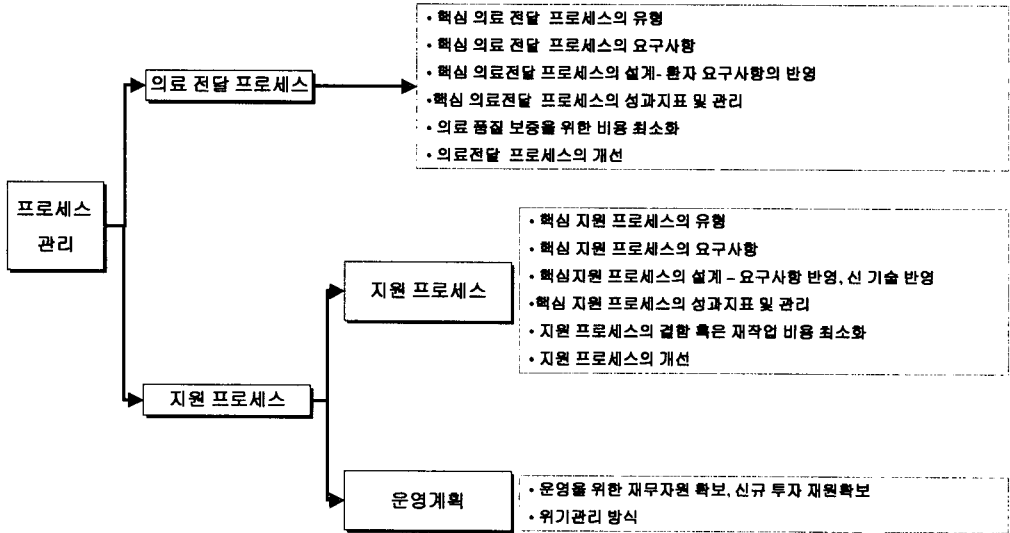 프로세스
관리
의료 전달 프로세스
• 핵심 의료 전달 프로세스의 유형
• 핵심 의료 전달 프로세스의 요구사항
• 핵심 의료전달 프로세스의 설계- 환자 요구사항의 반영
•핵심 의료전달 프로세스의 성과지표 및 관리
• 의료 품질 보증을 위한 비용 최소화
• 의료전달 프로세스의 개선
지원 프로세스
지원 프로세스
• 핵심 지원 프로세스의 유형
• 핵심 지원 프로세스의 요구사항
• 핵심지원 프로세스의 설계 – 요구사항 반영, 신 기술 반영
•핵심 지원 프로세스의 성과지표 및 관리
• 지원 프로세스의 결함 혹은 재작업 비용 최소화
• 지원 프로세스의 개선
운영계획
• 운영을 위한 재무자원 확보, 신규 투자 재원확보
• 위기관리 방식